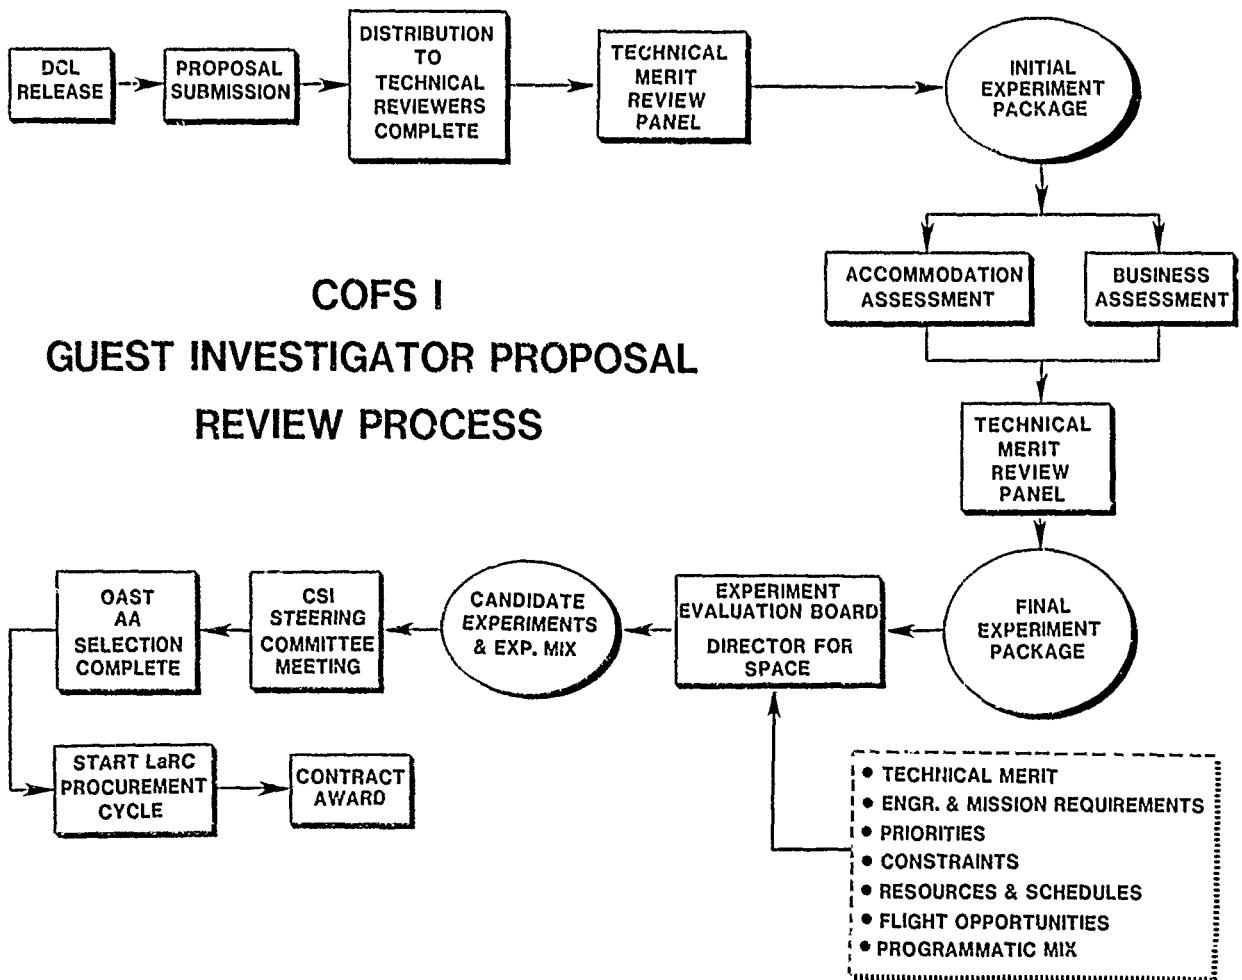 DCL
RELEASE
PROPOSAL
SUBMISSION
DISTRIBUTION
TO
TECHNICAL
REVIEWERS
COMPLETE
TECHNICAL
MERIT
REVIEW
PANEL
INITIAL
EXPERIMENT
PACKAGE
ACCOMMODATION
ASSESSMENT
BUSINESS
ASSESSMENT
COFS I
GUEST INVESTIGATOR PROPOSAL
REVIEW PROCESS
TECHNICAL
MERIT
REVIEW
PANEL
FINAL
EXPERIMENT
PACKAGE
EXPERIMENT
EVALUATION BOARD
DIRECTOR FOR
SPACE
CANDIDATE
EXPERIMENTS
& EXP. MIX
CSI
STEERING
COMMITTEE
MEETING
OAST
AA
SELECTION
COMPLETE
START LaRC
PROCUREMENT
CYCLE
CONTRACT
AWARD
• TECHNICAL MERIT
• ENGR. & MISSION REQUIREMENTS
• PRIORITIES
• CONSTRAINTS
• RESOURCES & SCHEDULES
• FLIGHT OPPORTUNITIES
• PROGRAMMATIC MIX